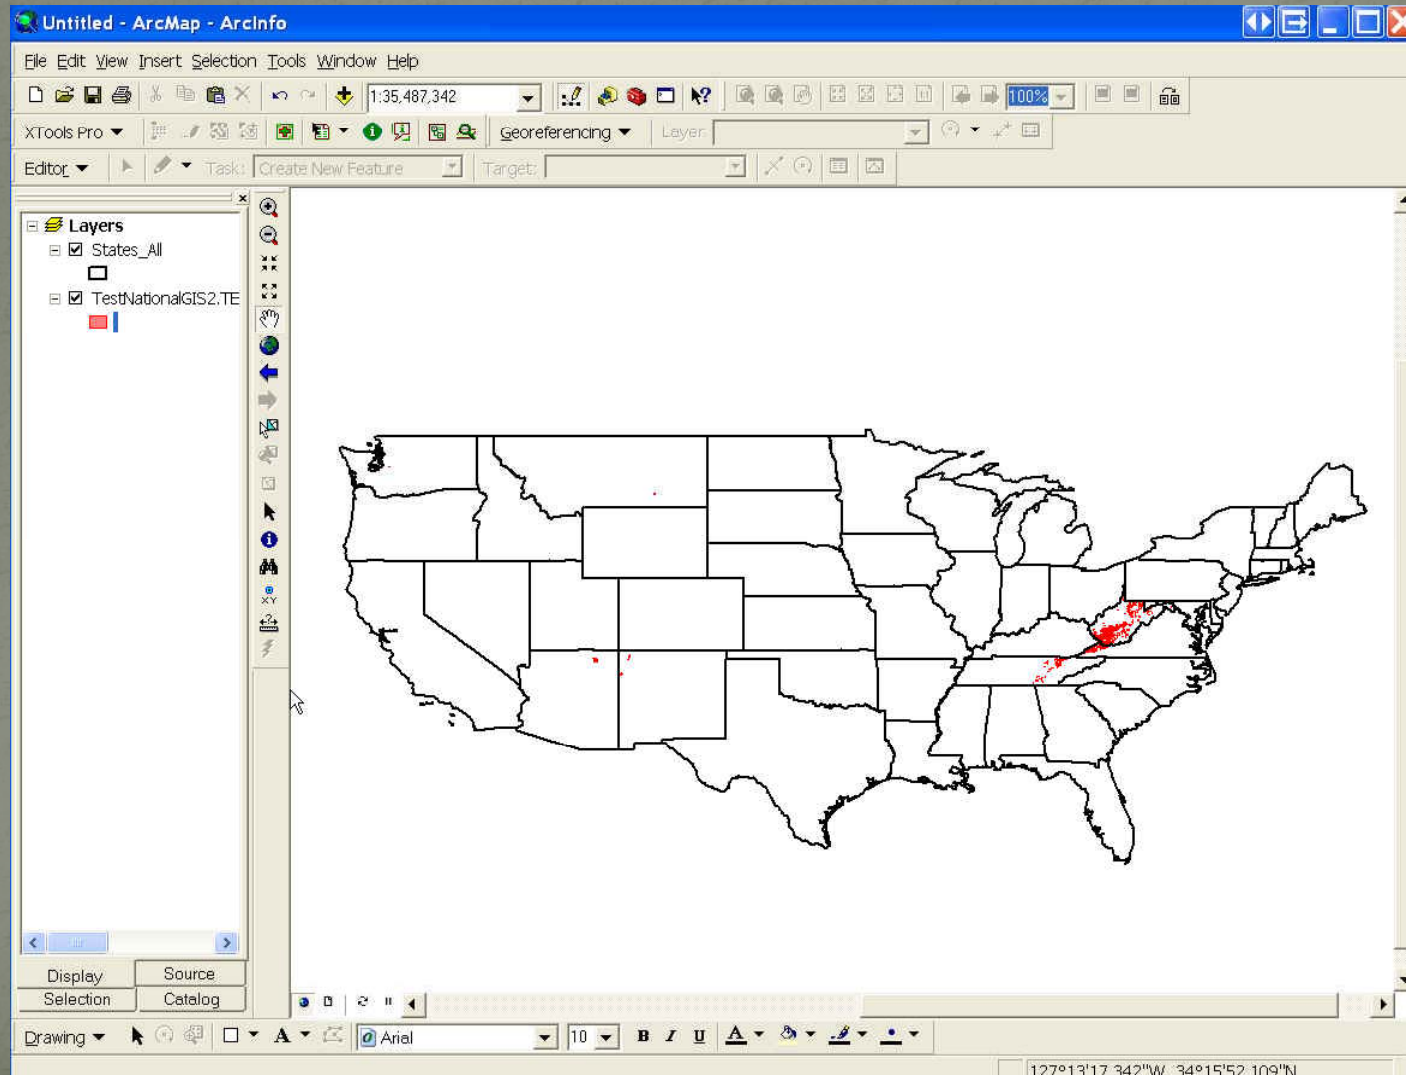 Untitled - ArcMap - ArcInfo
File Edit View Insert Selection Tools Window Help
1:35,487,342
100%
XTools Pro
Georeferencing
Layer:
Editor
Task: Create New Feature
Target:
Layers
States_All
TestNationalGIS2.TE
XY
Display
Source
Selection
Catalog
Drawing
A
Arial
10
B I U A
127°13'17.342"W 34°15'52.109"N